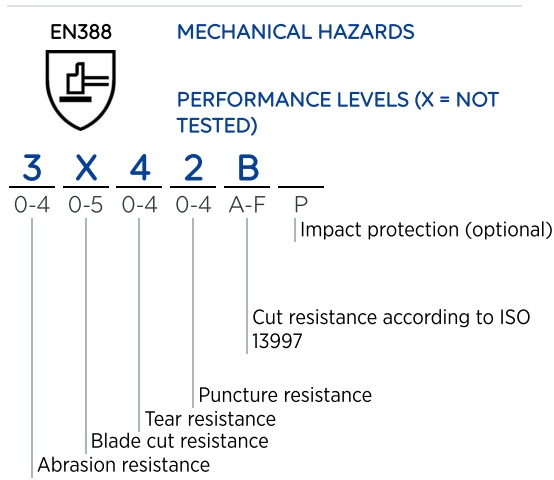 EN388
MECHANICAL HAZARDS
PERFORMANCE LEVELS (X = NOT
TESTED)
3 X 4 2 B
0-4 0-5 0-4 0-4 A-F P
Impact protection (optional)
Cut resistance according to ISO
13997
Puncture resistance
Tear resistance
Blade cut resistance
Abrasion resistance